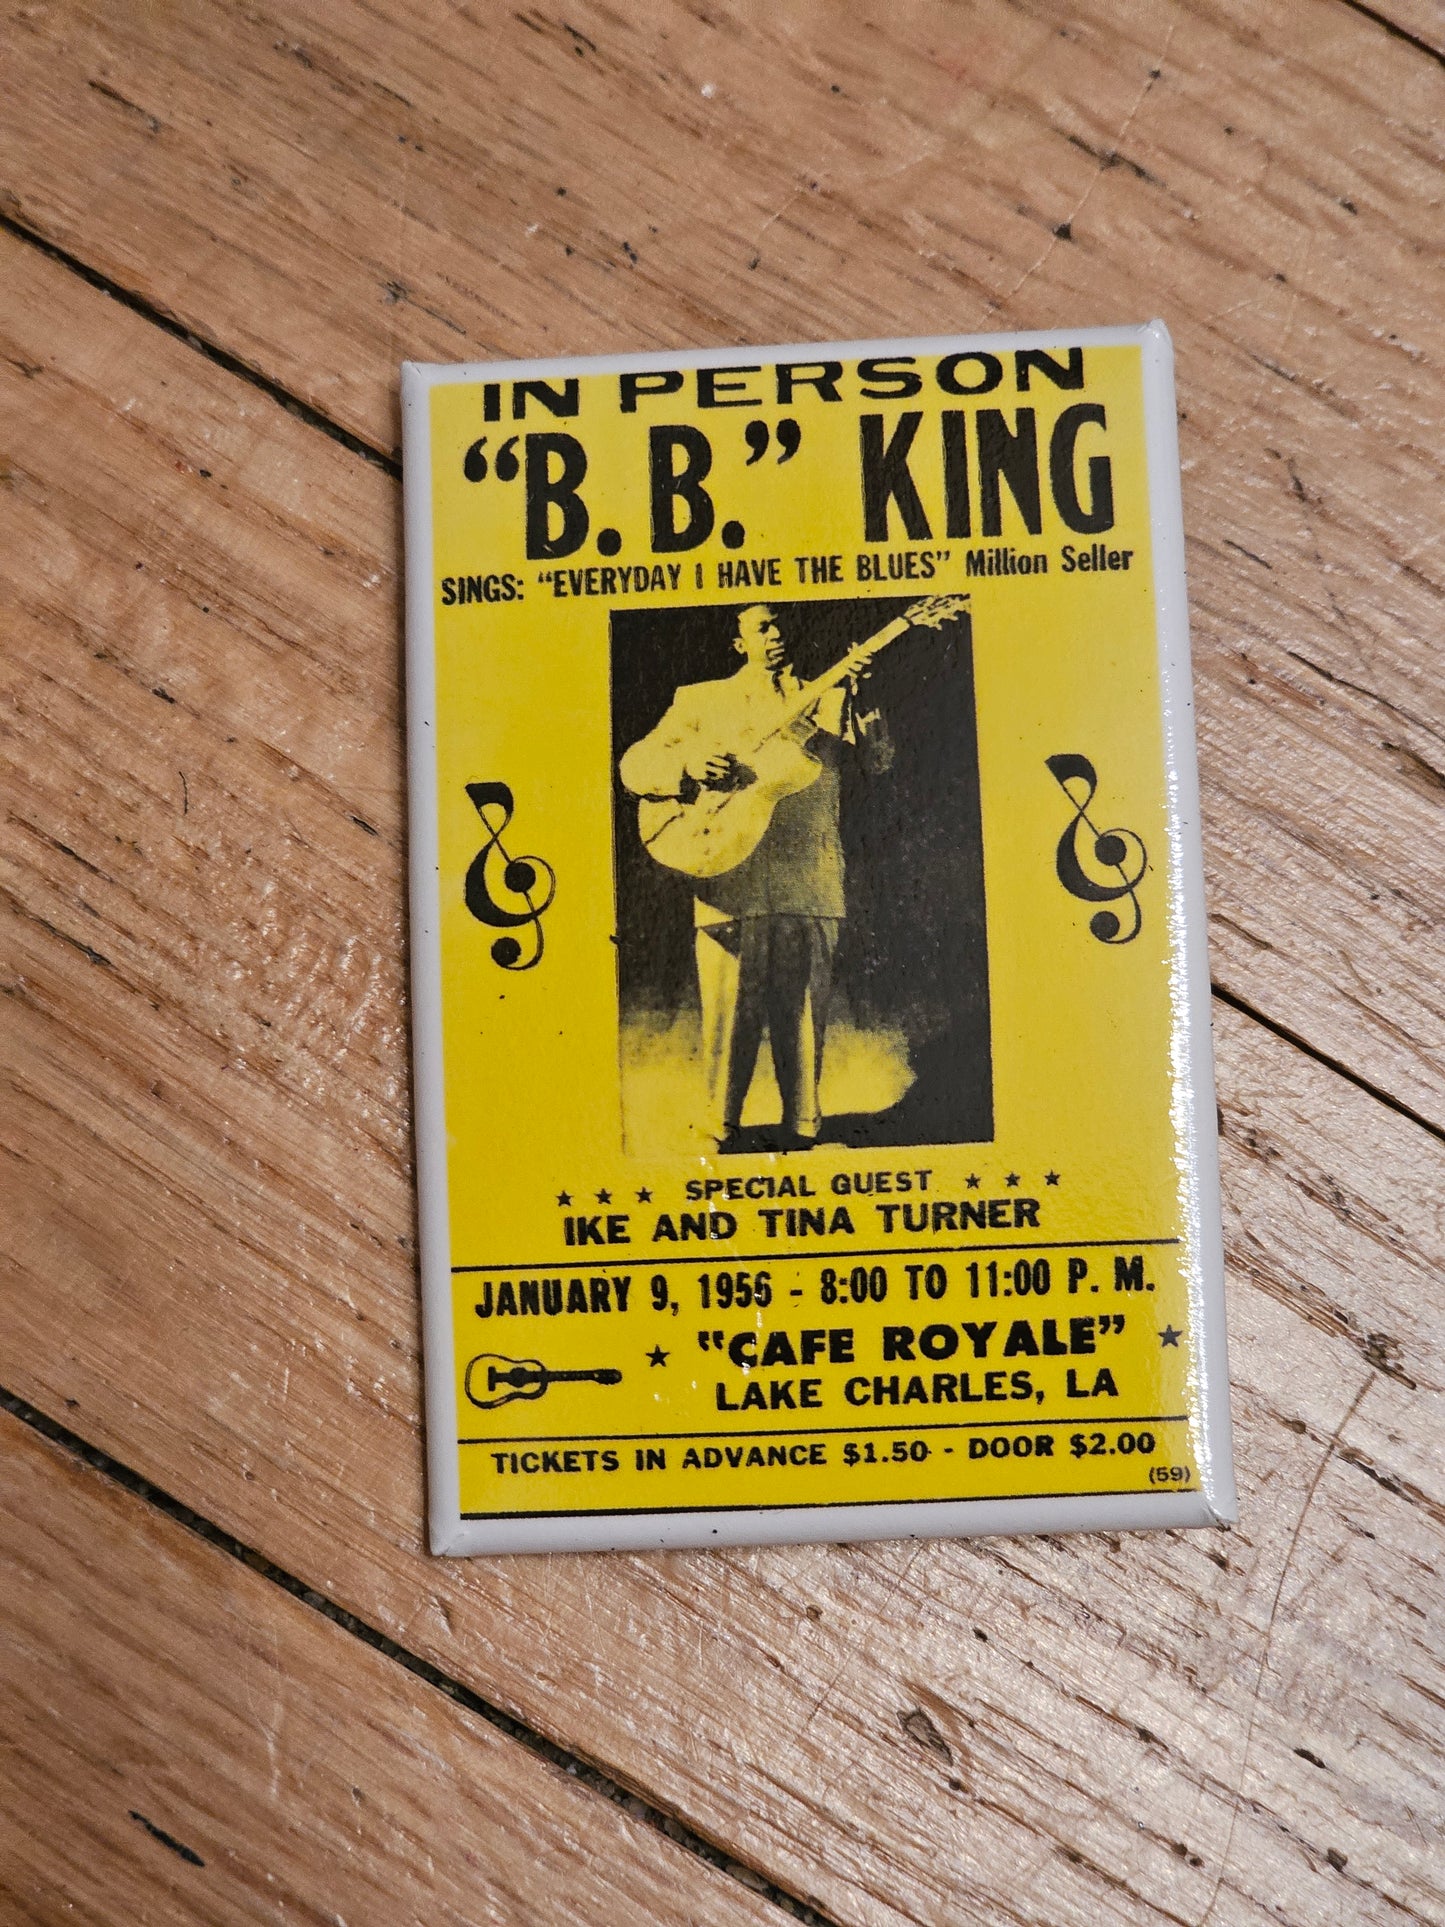 IN PERSON
“B.B.” KING
SINGS: “EVERYDAY I HAVE THE BLUES” Million Seller
★ ★ ★ SPECIAL GUEST ★ ★ ★
IKE AND TINA TURNER
JANUARY 9, 1956 - 8:00 TO 11:00 P. M.
★ "CAFE ROYALE” ★
LAKE CHARLES, LA
TICKETS IN ADVANCE $1.50 - DOOR $2.00
(59)